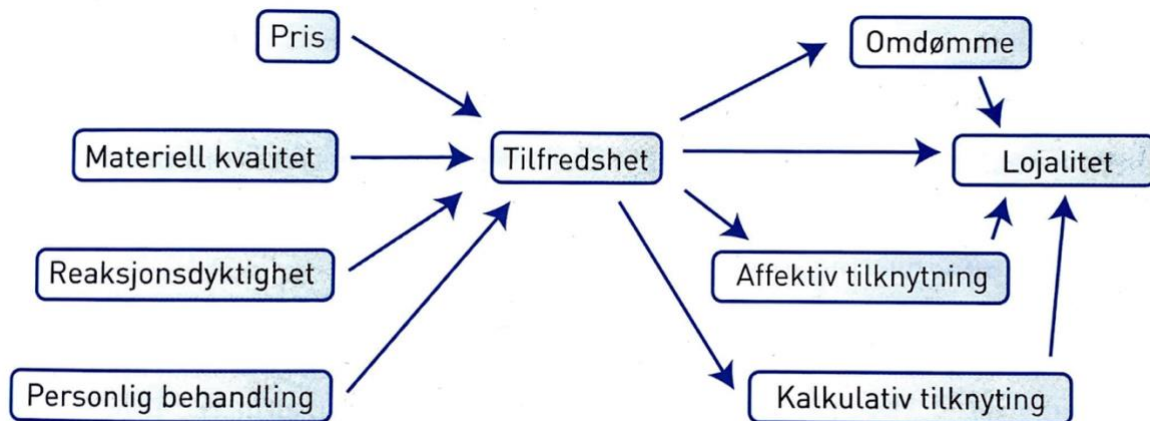 Pris
Omdømme
Materiell kvalitet
Tilfredshet
Lojalitet
Reaksjonsdyktighet
Affektiv tilknytning
Personlig behandling
Kalkulativ tilknyting